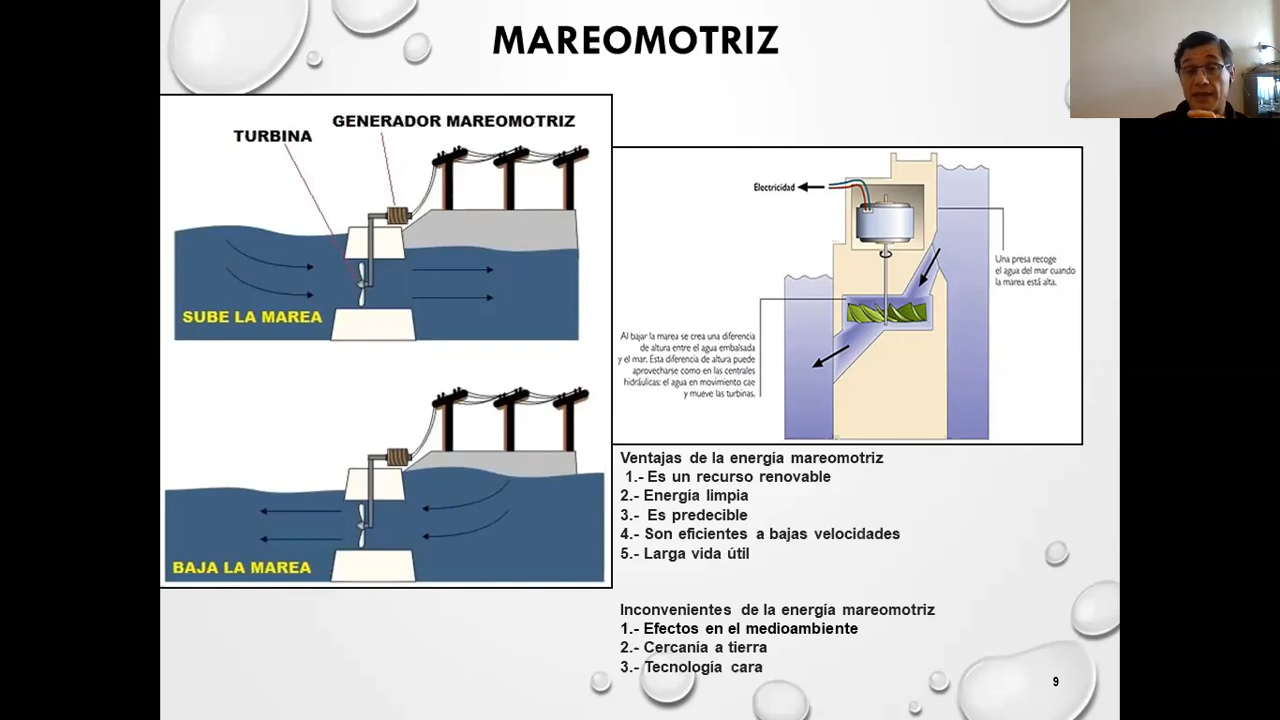 MAREOMOTRIZ
TURBINA
GENERADOR MAREOMOTRIZ
SUBE LA MAREA
BAJA LA MAREA
Electricidad
Una presa recoge
el agua del mar cuando
la marea está alta.
Al bajar la marea se crea una diferencia
de altura entre el agua embalsada
y el mar. Esta diferencia de altura puede
aprovecharse como en las centrales
hidráulicas: el agua en movimiento cae
y mueve las turbinas.
Ventajas de la energía mareomotriz
1.- Es un recurso renovable
2.- Energía limpia
3.- Es predecible
4.- Son eficientes a bajas velocidades
5.- Larga vida útil
Inconvenientes de la energía mareomotriz
1.- Efectos en el medioambiente
2.- Cercanía a tierra
3.- Tecnología cara
9